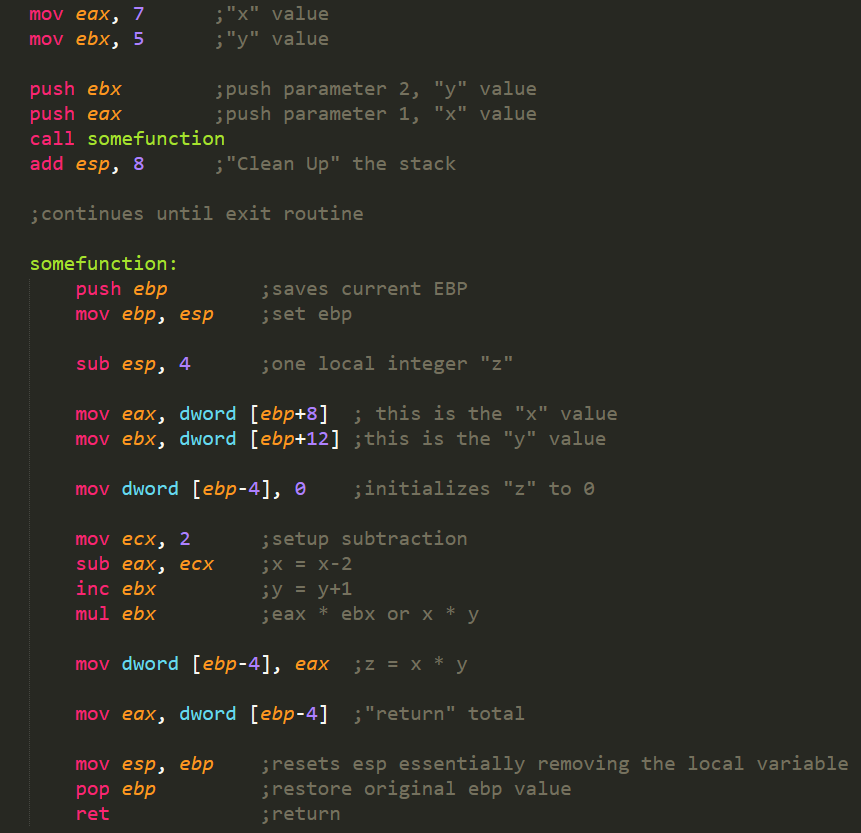 mov eax, 7      ;"x" value
mov ebx, 5      ;"y" value
push ebx        ;push parameter 2, "y" value
push eax        ;push parameter 1, "x" value
call somefunction
add esp, 8      ;"Clean Up" the stack
;continues until exit routine
somefunction:
    push ebp        ;saves current EBP
    mov ebp, esp    ;set ebp
    sub esp, 4      ;one local integer "z"
    mov eax, dword [ebp+8]  ; this is the "x" value
    mov ebx, dword [ebp+12] ;this is the "y" value
    mov dword [ebp-4], 0    ;initializes "z" to 0
    mov ecx, 2      ;setup subtraction
    sub eax, ecx    ;x = x-2
    inc ebx         ;y = y+1
    mul ebx         ;eax * ebx or x * y
    mov dword [ebp-4], eax  ;z = x * y
    mov eax, dword [ebp-4]  ;"return" total
    mov esp, ebp    ;resets esp essentially removing the local variable
    pop ebp         ;restore original ebp value
    ret             ;return